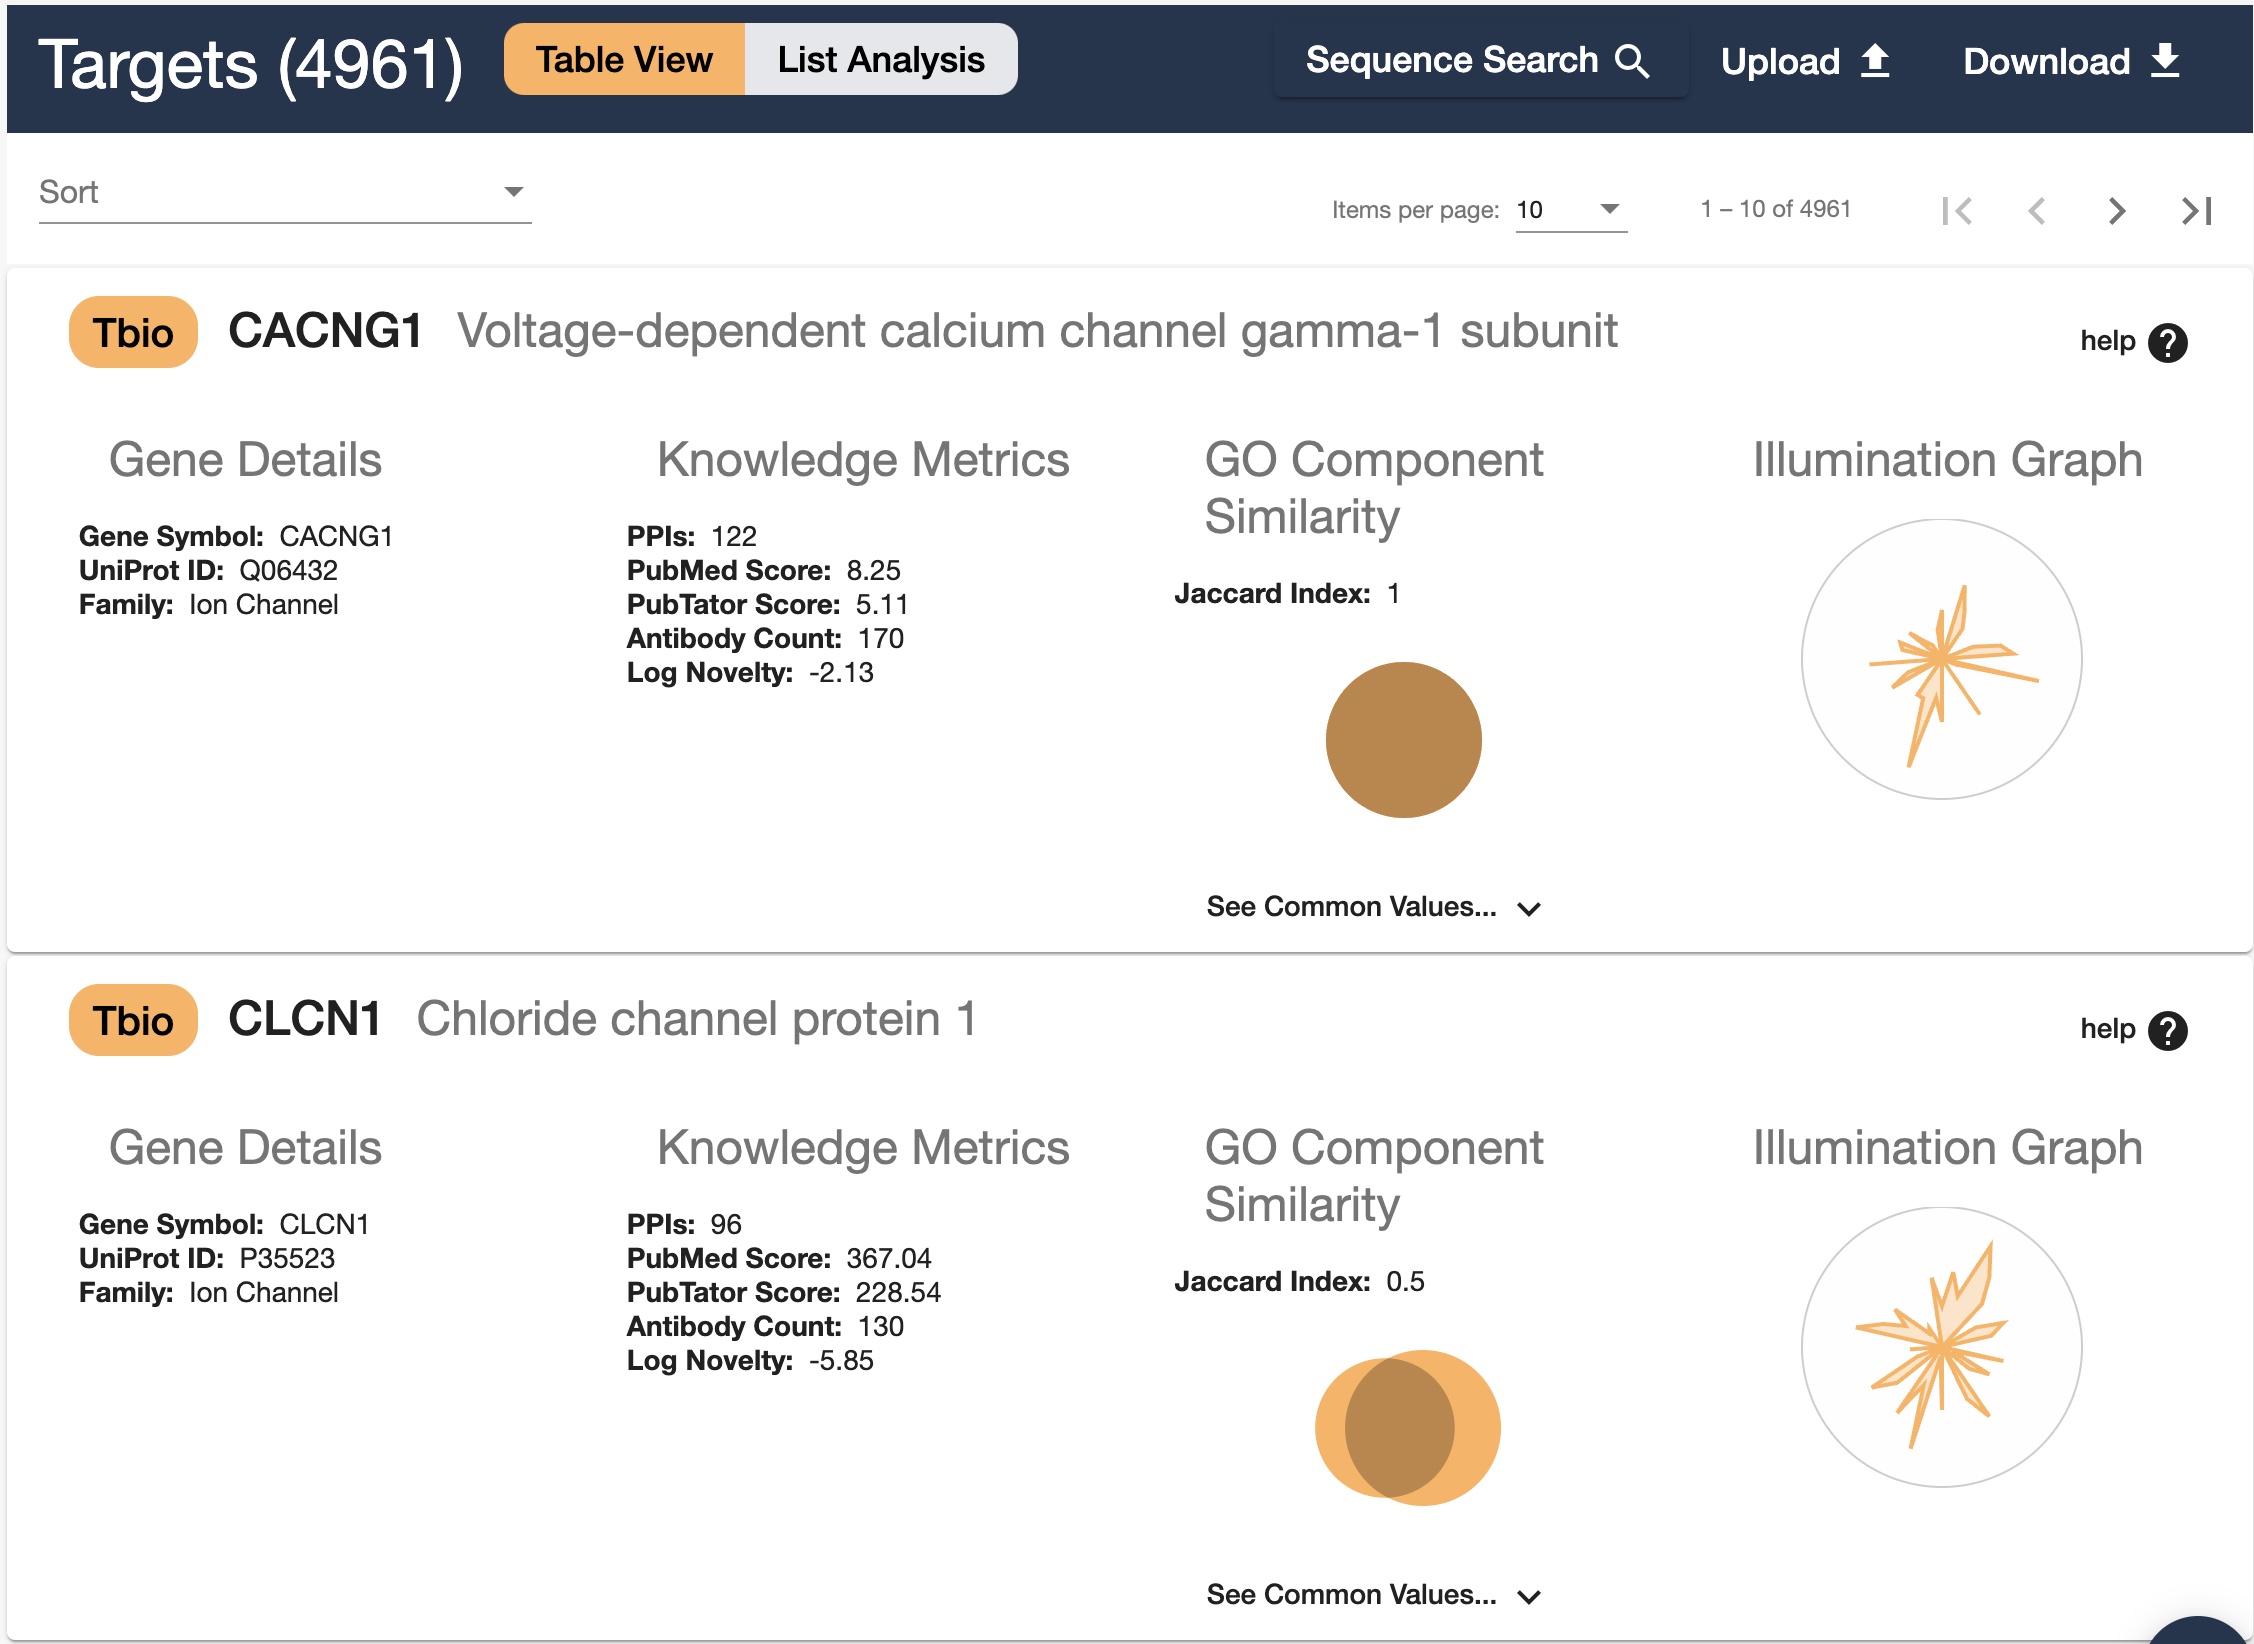 Targets (4961) Table View List Analysis Sequence Search Upload Download
Sort Items per page: 10 1 – 10 of 4961
Tbio CACNG1 Voltage-dependent calcium channel gamma-1 subunit help ?
Gene Details
Gene Symbol: CACNG1
UniProt ID: Q06432
Family: Ion Channel
Knowledge Metrics
PPIs: 122
PubMed Score: 8.25
PubTator Score: 5.11
Antibody Count: 170
Log Novelty: -2.13
GO Component
Similarity
Jaccard Index: 1
See Common Values...
Illumination Graph
Tbio CLCN1 Chloride channel protein 1 help ?
Gene Details
Gene Symbol: CLCN1
UniProt ID: P35523
Family: Ion Channel
Knowledge Metrics
PPIs: 96
PubMed Score: 367.04
PubTator Score: 228.54
Antibody Count: 130
Log Novelty: -5.85
GO Component
Similarity
Jaccard Index: 0.5
See Common Values...
Illumination Graph